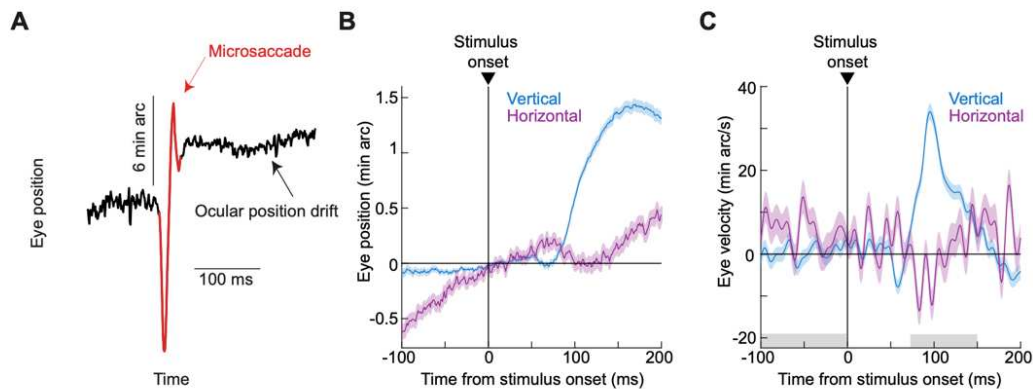 A
Microsaccade
6 min arc
Eye position
Ocular position drift
100 ms
Time
B
Stimulus
onset
Vertical
Horizontal
Eye position (min arc)
1.5
1
0.5
0
-0.5
-100
0
100
200
Time from stimulus onset (ms)
C
Stimulus
onset
Vertical
Horizontal
Eye velocity (min arc/s)
40
20
0
-20
-100
0
100
200
Time from stimulus onset (ms)